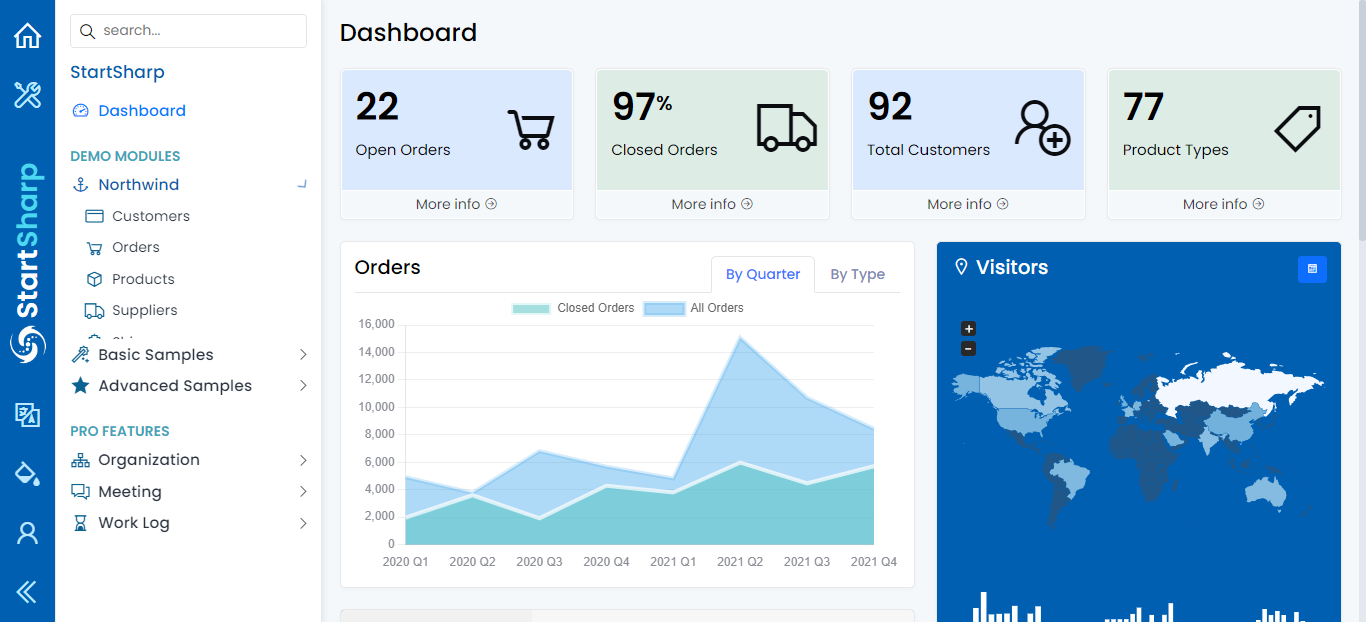 search...
StartSharp
Dashboard
DEMO MODULES
Northwind
Customers
Orders
Products
Suppliers
Basic Samples
Advanced Samples
PRO FEATURES
Organization
Meeting
Work Log
StartSharp
Dashboard
22
Open Orders
More info
97%
Closed Orders
More info
92
Total Customers
More info
77
Product Types
More info
Orders
By Quarter
By Type
Closed Orders
All Orders
16,000
14,000
12,000
10,000
8,000
6,000
4,000
2,000
0
2020 Q1 2020 Q2 2020 Q3 2020 Q4 2021 Q1 2021 Q2 2021 Q3 2021 Q4
Visitors
+
-